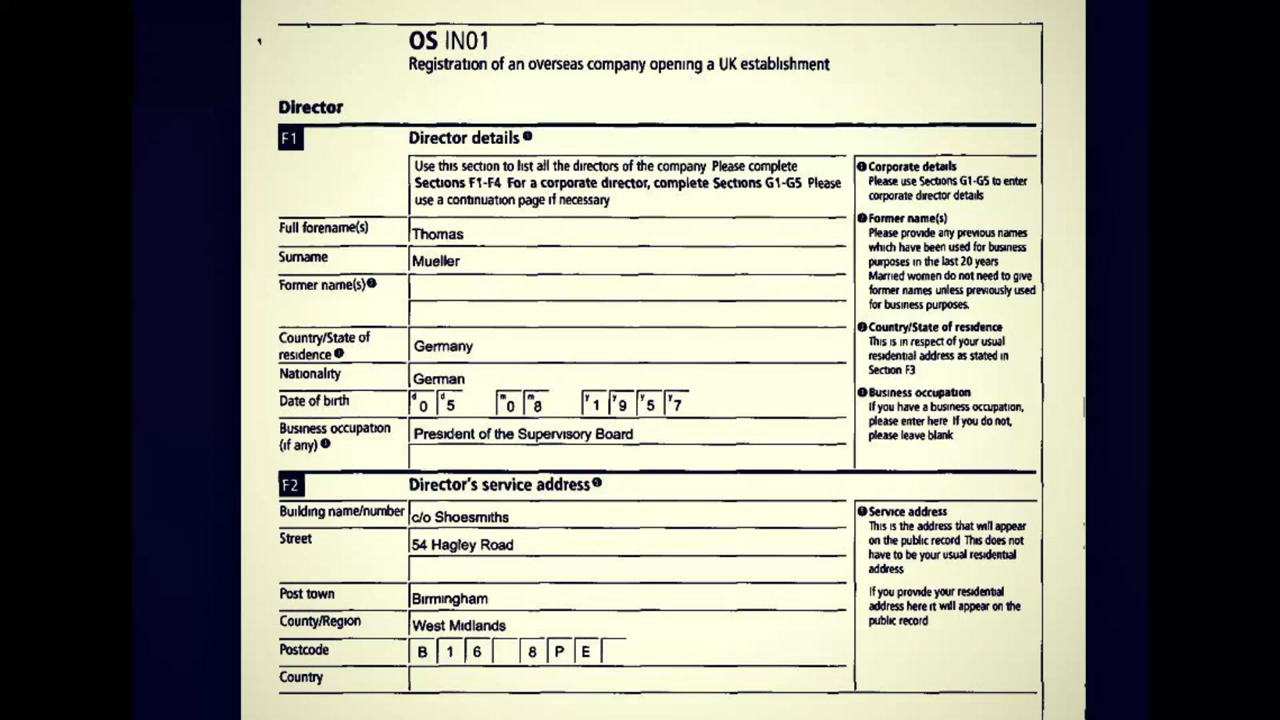 OS IN01
Registration of an overseas company opening a UK establishment
Director
F1
Director details
Use this section to list all the directors of the company Please complete
Sections F1-F4 For a corporate director, complete Sections G1-G5 Please
use a continuation page if necessary
Full forename(s)
Thomas
Surname
Mueller
Former name(s)
Country/State of
residence
Germany
Nationality
German
Date of birth
d 0 d 5 m 0 m 8 y 1 y 9 y 5 y 7
Business occupation
(if any)
President of the Supervisory Board
Corporate details
Please use Sections G1-G5 to enter
corporate director details
Former name(s)
Please provide any previous names
which have been used for business
purposes in the last 20 years
Married women do not need to give
former names unless previously used
for business purposes.
Country/State of residence
This is in respect of your usual
residential address as stated in
Section F3
Business occupation
If you have a business occupation,
please enter here If you do not,
please leave blank
F2
Director's service address
Building name/number
c/o Shoesmiths
Street
54 Hagley Road
Post town
Birmingham
County/Region
West Midlands
Postcode
B 1 6 8 P E
Country
Service address
This is the address that will appear
on the public record This does not
have to be your usual residential
address
If you provide your residential
address here it will appear on the
public record